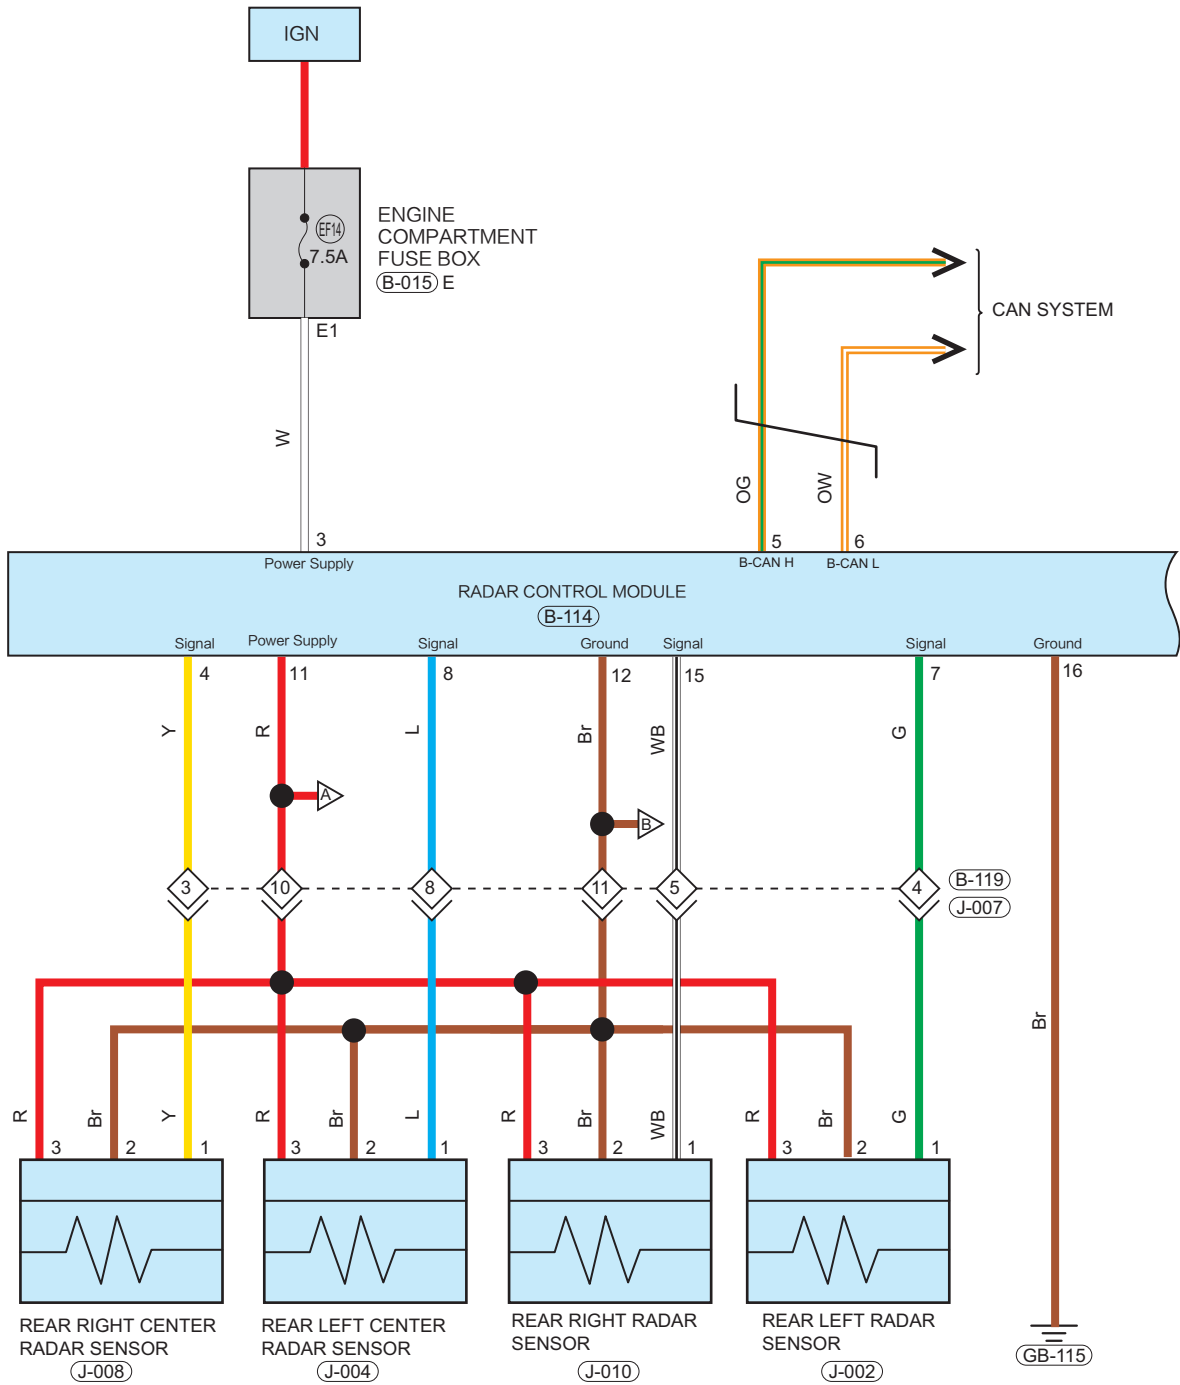 IGN
EF14
7.5A
ENGINE
COMPARTMENT
FUSE BOX
B-015 E
E1
CAN SYSTEM
W
OG
OW
3
5
6
Power Supply
B-CAN H
B-CAN L
RADAR CONTROL MODULE
B-114
Signal
Power Supply
Signal
Ground
Signal
Signal
Ground
4
11
8
12
15
7
16
Y
R
L
Br
WB
G
A
B
3
10
8
11
5
4
B-119
J-007
Br
R
Br
Y
R
Br
L
R
Br
WB
R
Br
G
3
2
1
3
2
1
3
2
1
3
2
1
REAR RIGHT CENTER
RADAR SENSOR
J-008
REAR LEFT CENTER
RADAR SENSOR
J-004
REAR RIGHT RADAR
SENSOR
J-010
REAR LEFT RADAR
SENSOR
J-002
GB-115